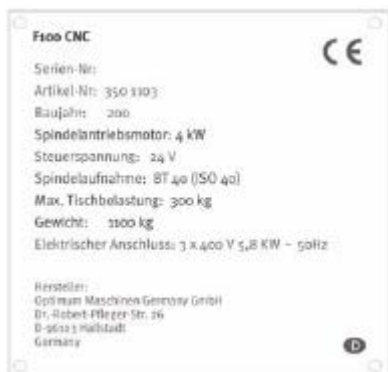 F100 CNC
CE
Serien-Nr:
Artikel-Nr: 350 1103
Baujahr: 200
Spindelantriebsmotor: 4 kW
Steuerspannung: 24 V
Spindelaufnahme: BT 40 (ISO 40)
Max. Tischbelastung: 300 kg
Gewicht: 1100 kg
Elektrischer Anschluss: 3 x 400 V 5,8 KW ~ 50Hz
Hersteller:
Optimum Maschinen Germany GmbH
Dr.-Robert-Pfleger-Str. 26
D-96103 Hallstadt
Germany
D